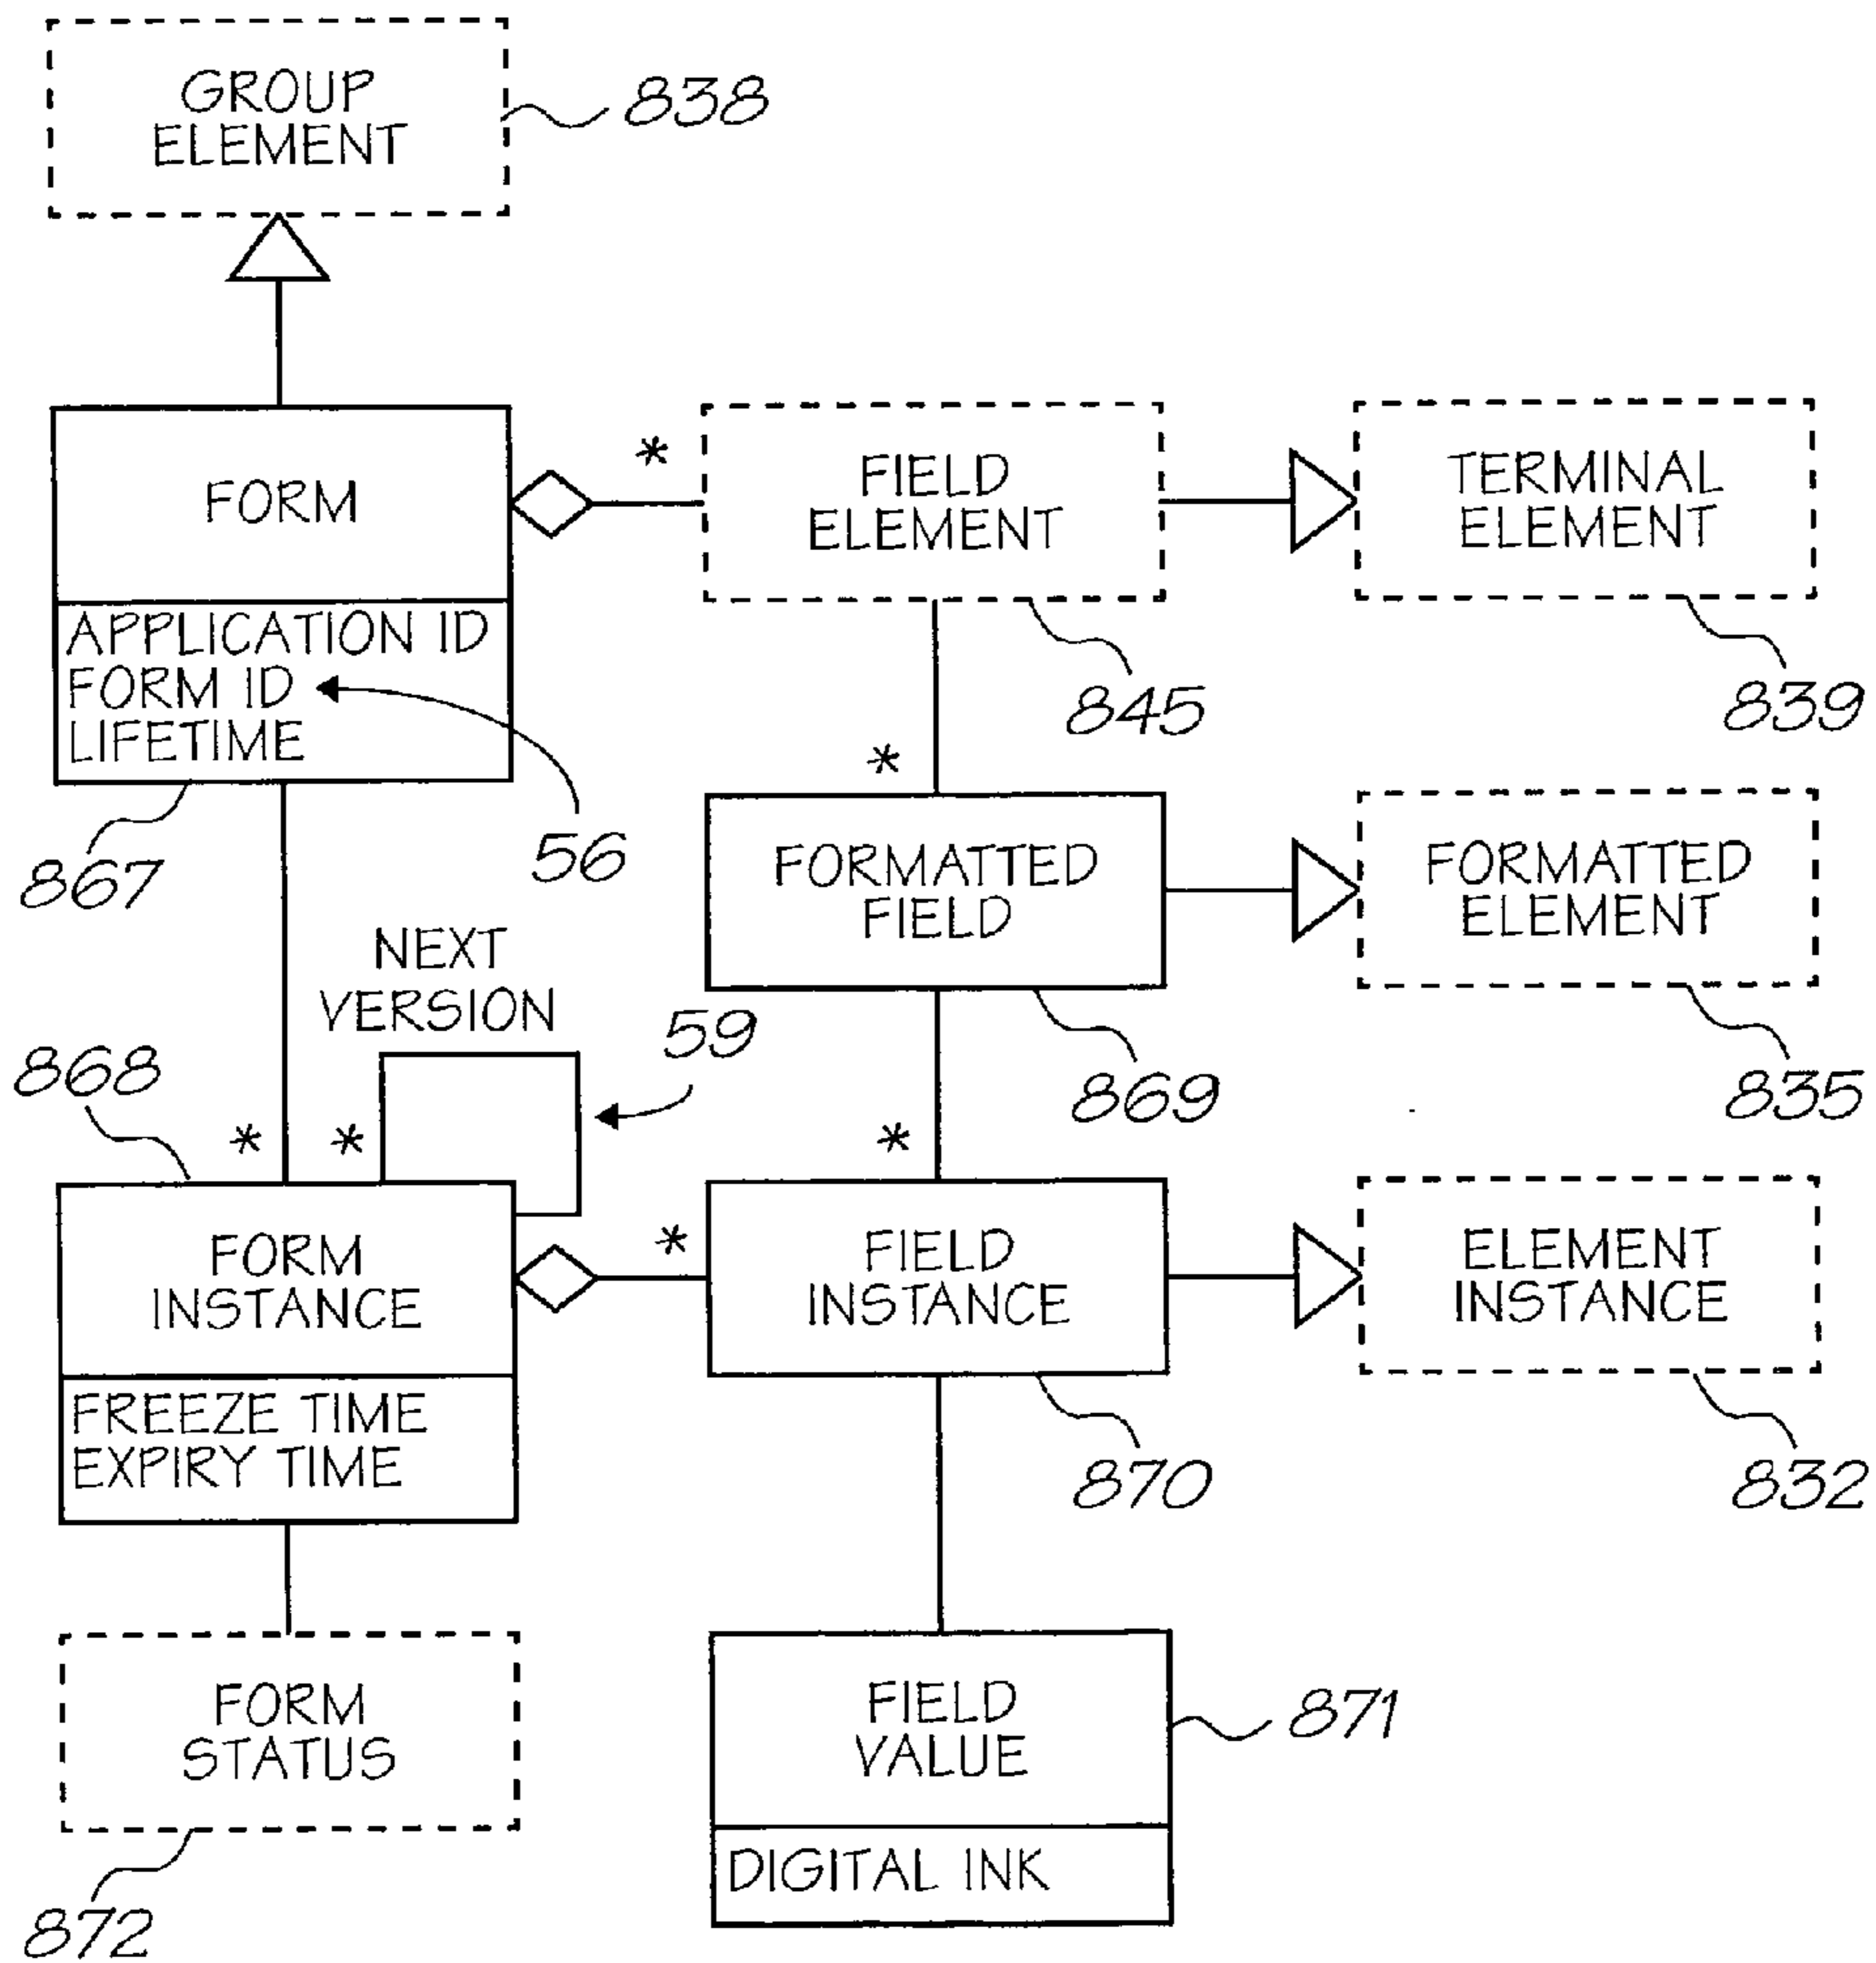 GROUP
ELEMENT
838
FORM
*
FIELD
ELEMENT
TERMINAL
ELEMENT
APPLICATION ID
FORM ID
LIFETIME
845
839
867
56
*
FORMATTED
FIELD
FORMATTED
ELEMENT
NEXT
VERSION
59
868
869
835
*
*
*
FORM
INSTANCE
*
FIELD
INSTANCE
ELEMENT
INSTANCE
FREEZE TIME
EXPIRY TIME
870
832
FORM
STATUS
FIELD
VALUE
871
DIGITAL INK
872